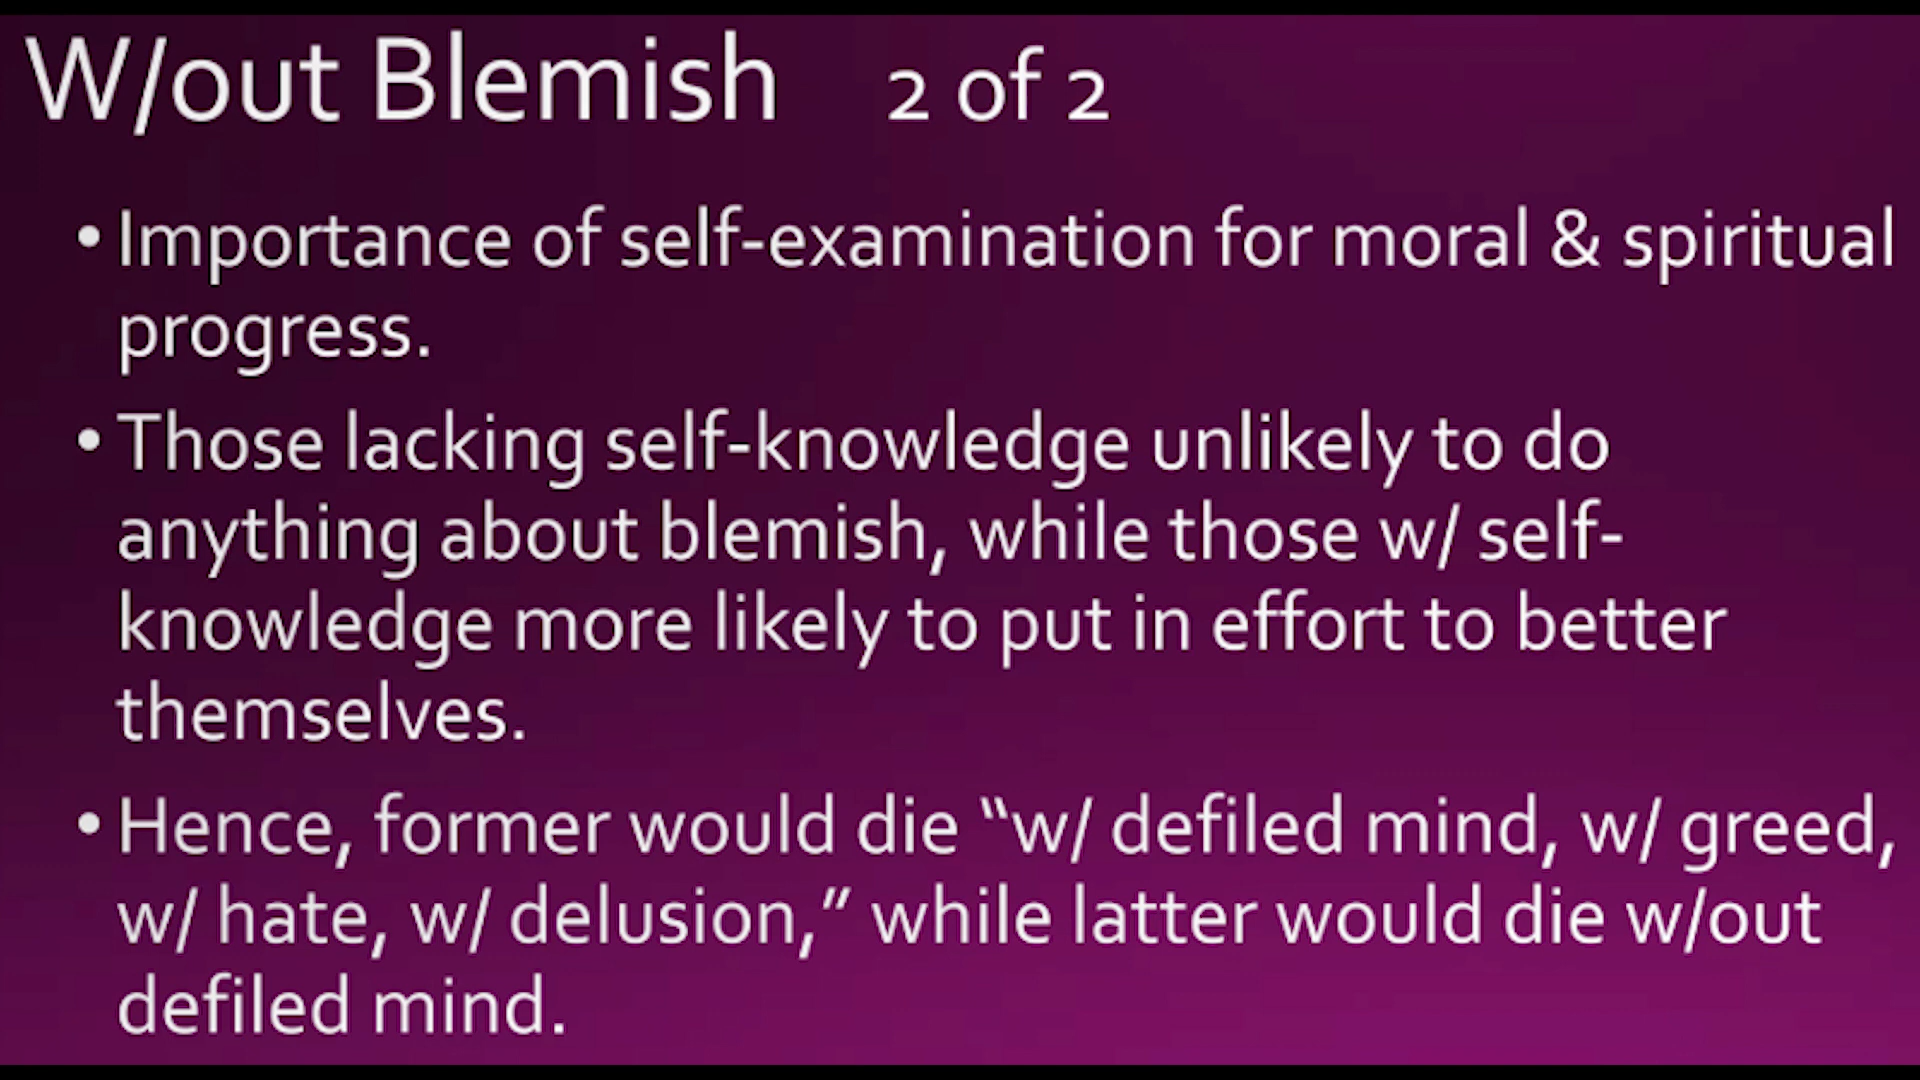 W/out Blemish 2 of 2
• Importance of self-examination for moral & spiritual
progress.
• Those lacking self-knowledge unlikely to do
anything about blemish, while those w/ self-
knowledge more likely to put in effort to better
themselves.
• Hence, former would die “w/ defiled mind, w/ greed,
w/ hate, w/ delusion,” while latter would die w/out
defiled mind.